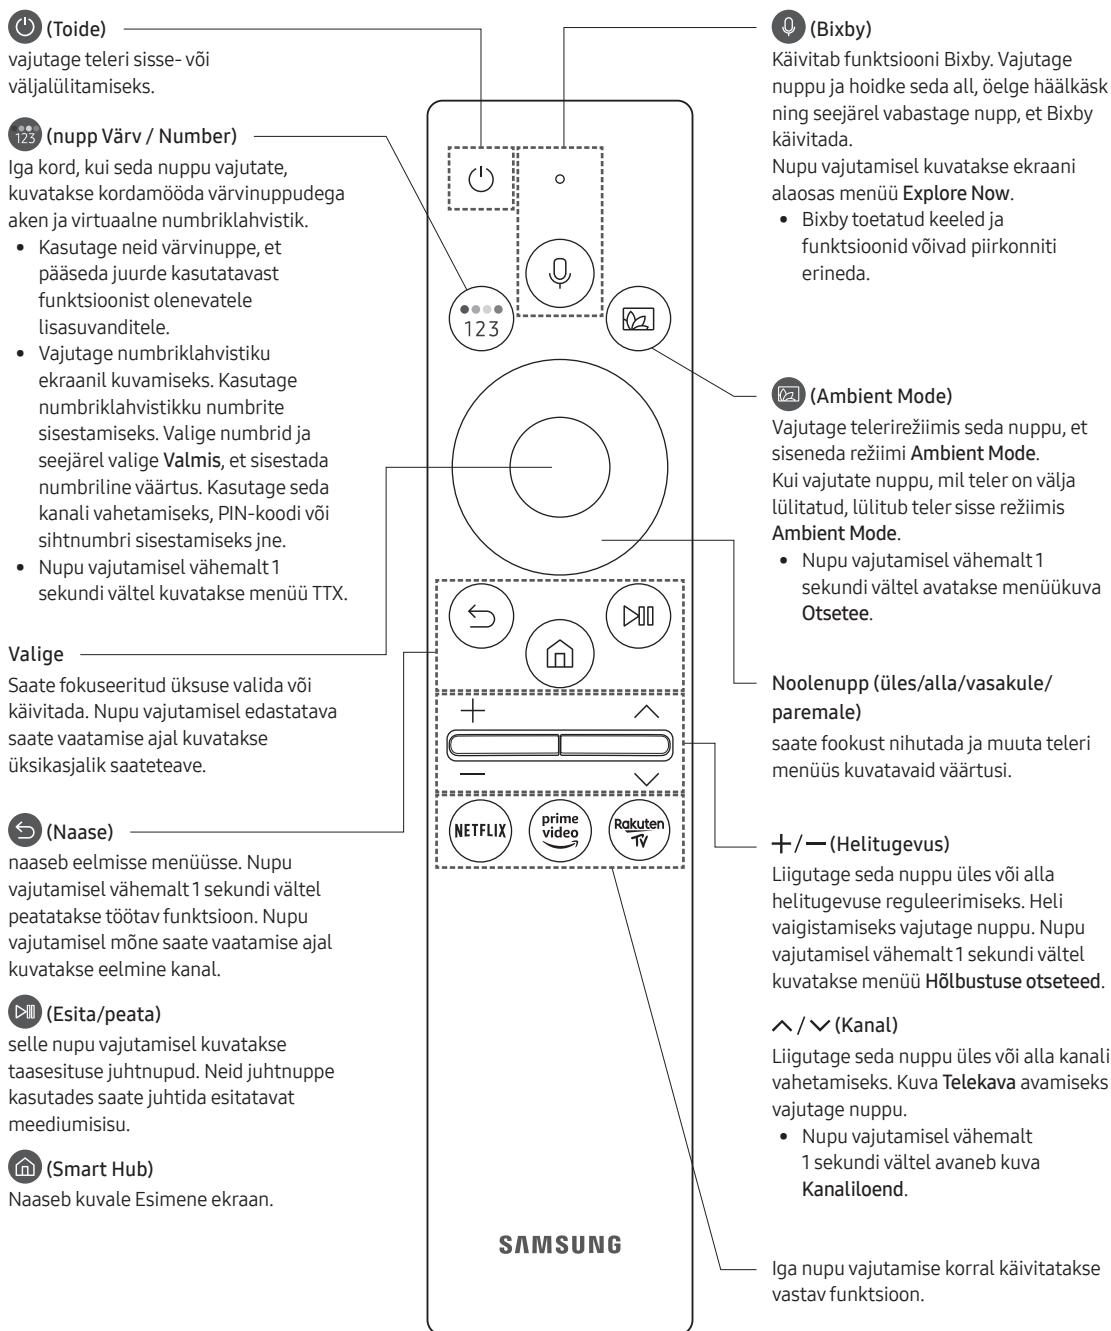 (Toide)
vajutage teleri sisse- või
väljalülitamiseks.
123 (nupp Värv / Number)
Iga kord, kui seda nuppu vajutate,
kuvatakse kordamööda värvinuppudega
aken ja virtuaalne numbriklahvistik.
• Kasutage neid värvinuppe, et
pääseda juurde kasutatavast
funktsioonist olenevatele
lisasuvanditele.
• Vajutage numbriklahvistiku
ekraanil kuvamiseks. Kasutage
numbriklahvistikku numbrite
sisestamiseks. Valige numbrid ja
seejärel valige Valmis, et sisestada
numbriline väärtus. Kasutage seda
kanali vahetamiseks, PIN-koodi või
sihtnumbri sisestamiseks jne.
• Nupu vajutamisel vähemalt 1
sekundi vältel kuvatakse menüü TTX.
Valige
Saate fokuseeritud üksuse valida või
käivitada. Nupu vajutamisel edastatava
saate vaatamise ajal kuvatakse
üksikasjalik saateteave.
(Naase)
naaseb eelmisse menüüsse. Nupu
vajutamisel vähemalt 1 sekundi vältel
peatatakse töötav funktsioon. Nupu
vajutamisel mõne saate vaatamise ajal
kuvatakse eelmine kanal.
(Esita/peata)
selle nupu vajutamisel kuvatakse
taasesituse juhtnupud. Neid juhtnuppe
kasutades saate juhtida esitatavat
meediumisisu.
(Smart Hub)
Naaseb kuvale Esimene ekraan.
123
NETFLIX
prime
video
Rakuten
TV
SAMSUNG
(Bixby)
Käivitab funktsiooni Bixby. Vajutage
nuppu ja hoidke seda all, öelge häälkäsk
ning seejärel vabastage nupp, et Bixby
käivitada.
Nupu vajutamisel kuvatakse ekraani
alaosas menüü Explore Now.
• Bixby toetatud keeled ja
funktsioonid võivad piirkonniti
erineda.
(Ambient Mode)
Vajutage telerirežiimis seda nuppu, et
siseneda režiimi Ambient Mode.
Kui vajutate nuppu, mil teler on välja
lülitatud, lülitub teler sisse režiimis
Ambient Mode.
• Nupu vajutamisel vähemalt 1
sekundi vältel avatakse menüükuva
Otsetee.
Noolenupp (üles/alla/vasakule/
paremale)
saate fookust nihutada ja muuta teleri
menüüs kuvatavaid väärtusi.
+ / — (Helitugevus)
Liigutage seda nuppu üles või alla
helitugevuse reguleerimiseks. Heli
vaigistamiseks vajutage nuppu. Nupu
vajutamisel vähemalt 1 sekundi vältel
kuvatakse menüü Hõlbustuse otseteed.
/ (Kanal)
Liigutage seda nuppu üles või alla kanali
vahetamiseks. Kuva Telekava avamiseks
vajutage nuppu.
• Nupu vajutamisel vähemalt
1 sekundi vältel avaneb kuva
Kanaliloend.
Iga nupu vajutamise korral käivitatakse
vastav funktsioon.